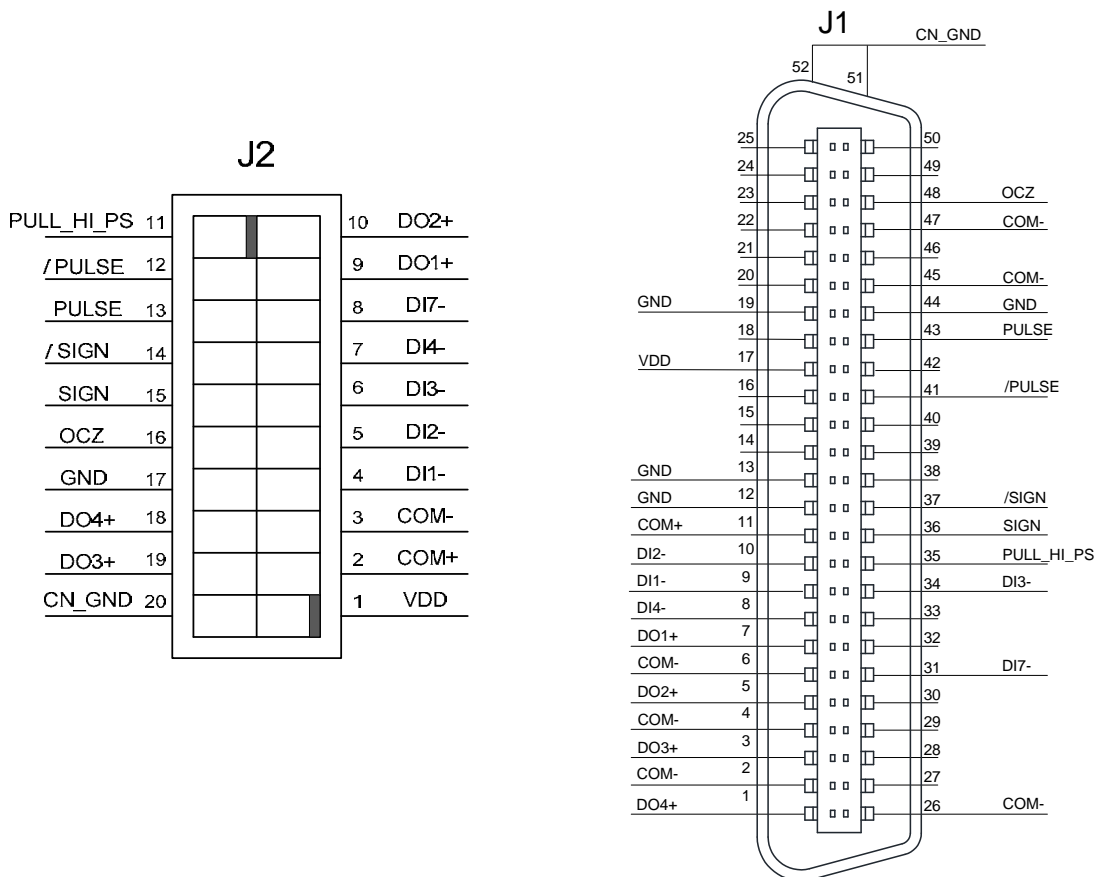 J2
PULL_HI_PS 11 10 DO2+
/PULSE 12 9 DO1+
PULSE 13 8 DI7-
/SIGN 14 7 DI4-
SIGN 15 6 DI3-
OCZ 16 5 DI2-
GND 17 4 DI1-
DO4+ 18 3 COM-
DO3+ 19 2 COM+
CN_GND 20 1 VDD
J1
CN_GND
52 51
25 50
24 49
23 48 OCZ
22 47 COM-
21 46
20 45 COM-
GND 19 44 GND
18 43 PULSE
VDD 17 42
16 41 /PULSE
15 40
14 39
GND 13 38
GND 12 37 /SIGN
COM+ 11 36 SIGN
DI2- 10 35 PULL_HI_PS
DI1- 9 34 DI3-
DI4- 8 33
DO1+ 7 32
COM- 6 31 DI7-
DO2+ 5 30
COM- 4 29
DO3+ 3 28
COM- 2 27
DO4+ 1 26 COM-